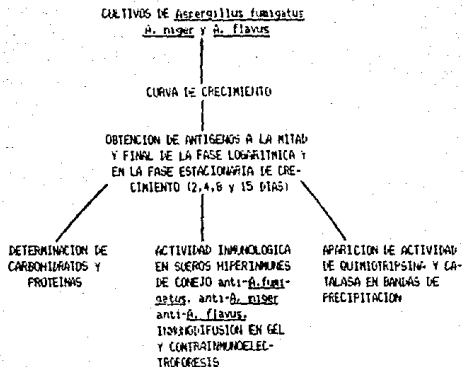 CULTIVOS DE Aspergillus fumigatus
A. niger y A. flavus
CURVA DE CRECIMIENTO
OBTENCION DE ANTIGENOS A LA MITAD
Y FINAL DE LA FASE LOGARITMICA Y
EN LA FASE ESTACIONARIA DE CRE-
CIMIENTO (2,4,8 y 15 DIAS)
DETERMINACION DE
CARBOHIDRATOS Y
PROTEINAS
ACTIVIDAD INMUNOLOGICA
EN SUEROS HIPERINMUNES
DE CONEJO anti-A.fumi-
gatus, anti-A. niger
anti-A. flavus.
INMUNODIFUSION EN GEL
Y CONTRAINMUNOELEC-
TROFORESIS
APARICION DE ACTIVIDAD
DE QUIMIOTRIPSINA Y CA-
TALASA EN BANDAS DE
PRECIPITACION